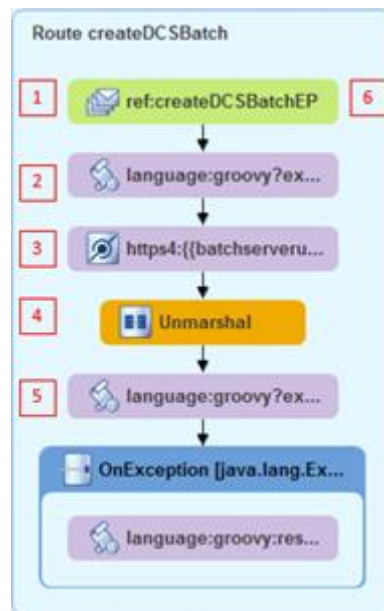 Route createDCSBatch
1 ref:createDCSBatchEP 6
2 language:groovy?ex...
3 https4:{{batchserveru...
4 Unmarshal
5 language:groovy?ex...
OnException [java.lang.Ex...
language:groovy:res...